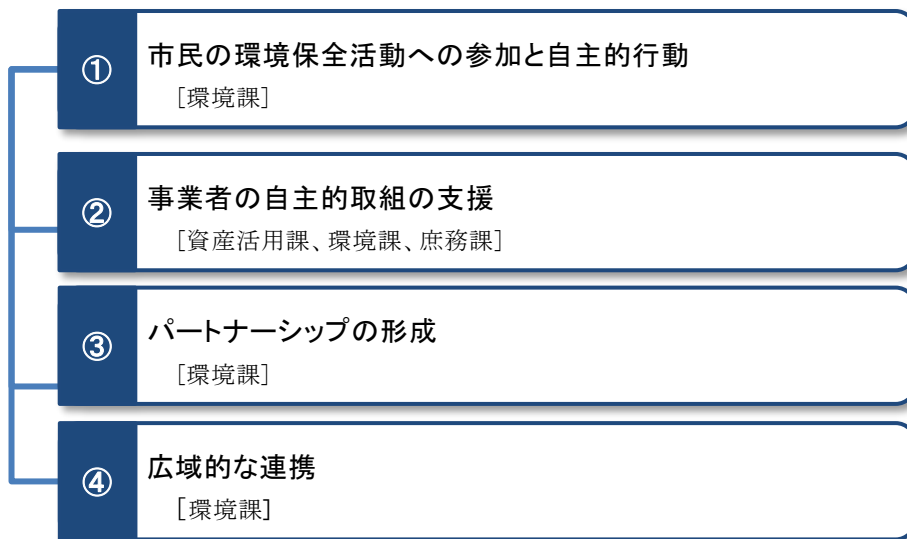 ①
市民の環境保全活動への参加と自主的行動
[環境課]
②
事業者の自主的取組の支援
[資産活用課、環境課、庶務課]
③
パートナーシップの形成
[環境課]
④
広域的な連携
[環境課]